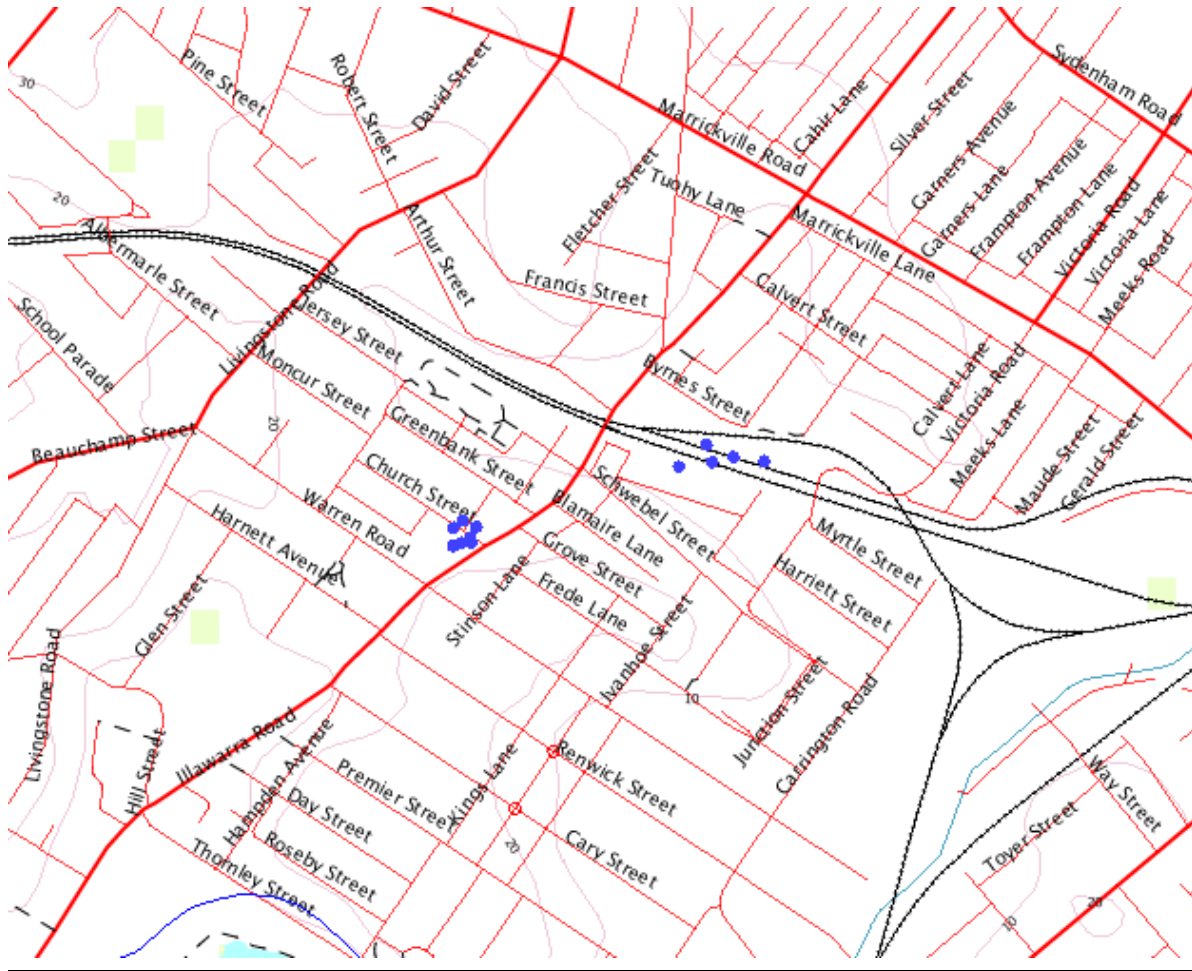 Sydenham Road
30
Pine Street
Robert Street
David Street
Marrickville Road
Cahir Lane
Silver Street
Garners Avenue
Garners Lane
Frampton Avenue
Frampton Lane
Victoria Road
Victoria Lane
Meeks Road
20
Aldermarle Street
Arthur Street
Fletcher Street
Tuohy Lane
Marrickville Lane
Francis Street
Calvert Street
School Parade
Livingston Road
Jersey Street
Moncur Street
Byrnes Street
Calvert Lane
Victoria Road
Meeks Lane
Maude Street
Gerald Street
Beauchamp Street
20
Greenbank Street
Church Street
Warren Road
Harnett Avenue
Schwebel Street
Blamaire Lane
Grove Street
Frede Lane
Stinson Lane
Myrtle Street
Harriett Street
Glen Street
Ivanhoe Street
10
Junction Street
Carrington Road
Livingstone Road
Hill Street
Illawarra Road
Hampden Avenue
Premier Street
Kings Lane
Renwick Street
Day Street
Roseby Street
Thornley Street
20
Cary Street
Way Street
Toyer Street
20
10